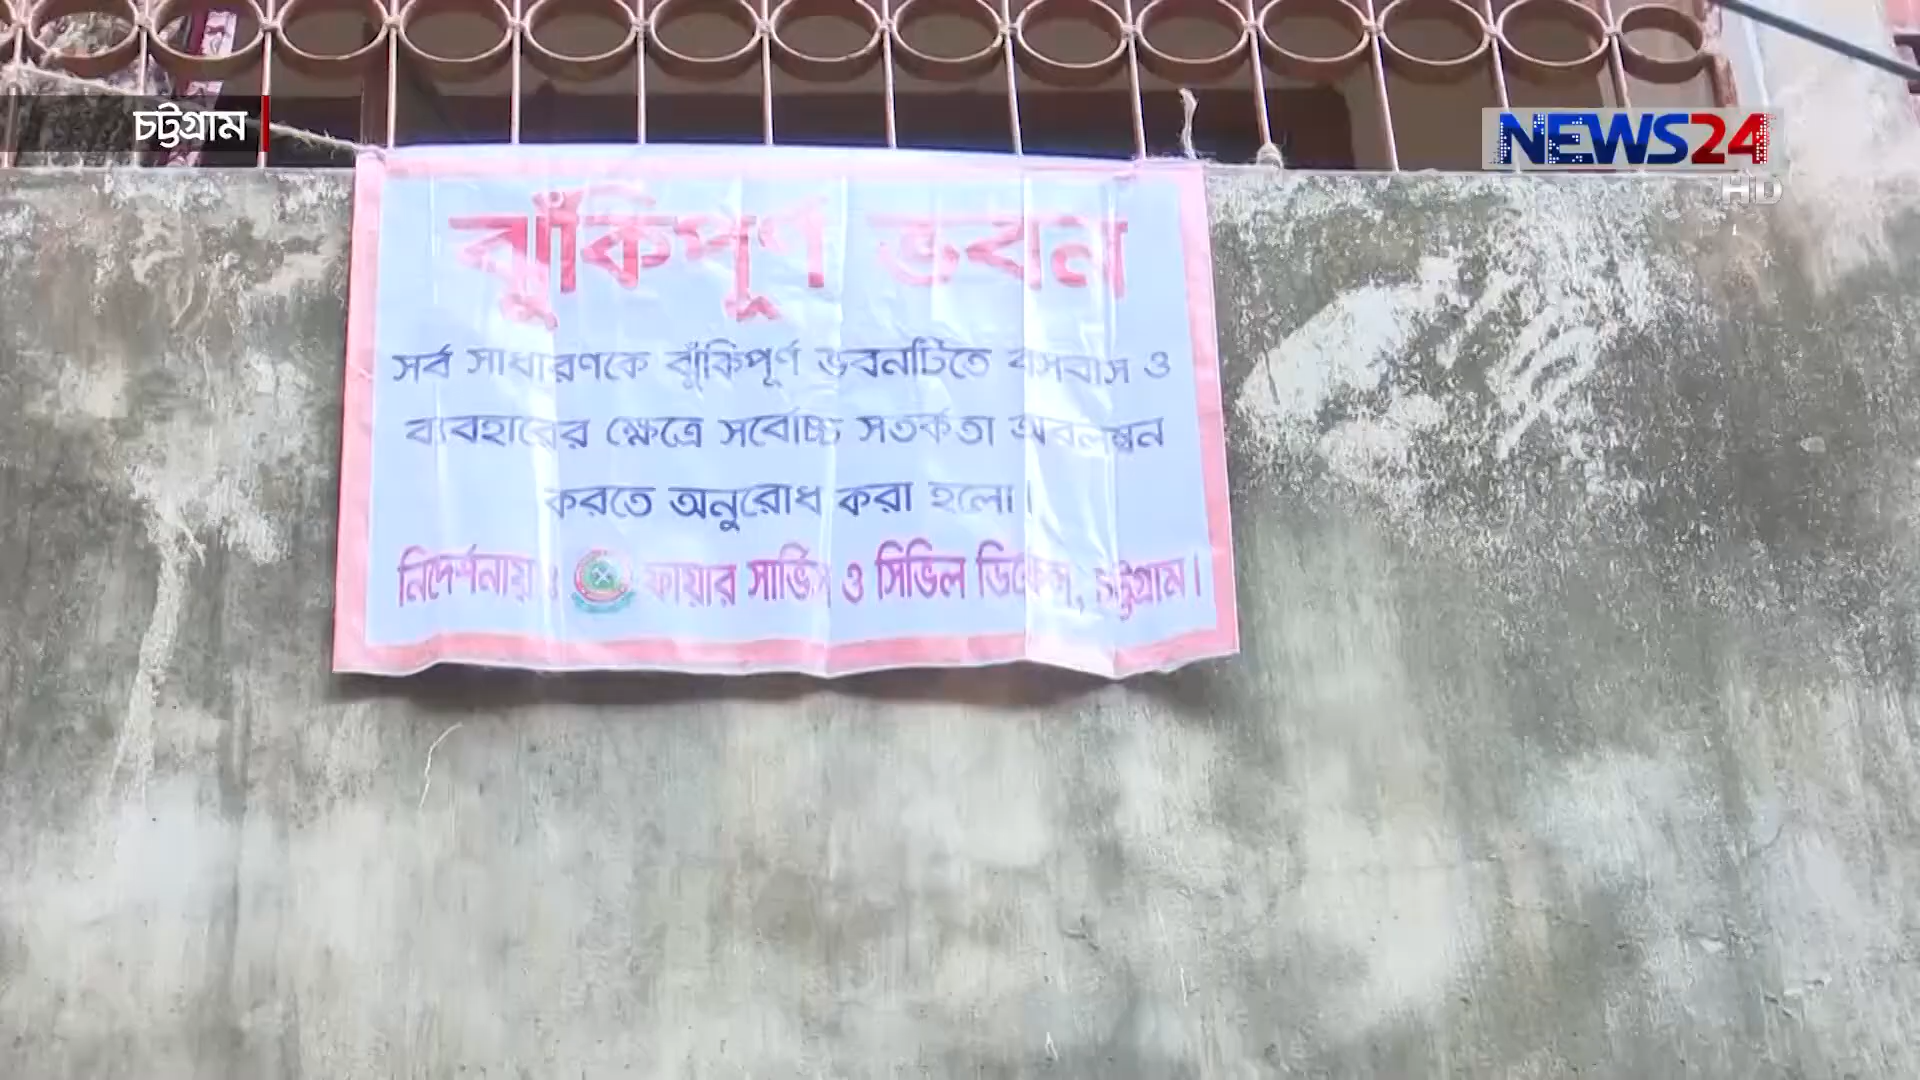 চট্টগ্রাম
NEWS24
HD
ঝুঁকিপূর্ণ ভবন
সর্ব সাধারণকে ঝুঁকিপূর্ণ ভবনটিতে বসবাস ও
ব্যবহারের ক্ষেত্রে সর্বোচ্চ সতর্কতা অবলম্বন
করতে অনুরোধ করা হলো।
নির্দেশনায়ঃ ফায়ার সার্ভিস ও সিভিল ডিফেন্স, চট্টগ্রাম।